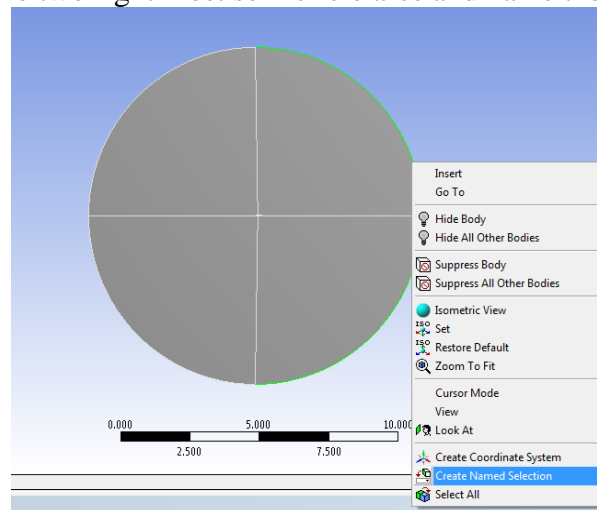 Insert
Go To
Hide Body
Hide All Other Bodies
Suppress Body
Suppress All Other Bodies
Isometric View
ISO Set
ISO Restore Default
Zoom To Fit
Cursor Mode
View
Look At
Create Coordinate System
Create Named Selection
Select All
0.000 5.000 10.000
2.500 7.500